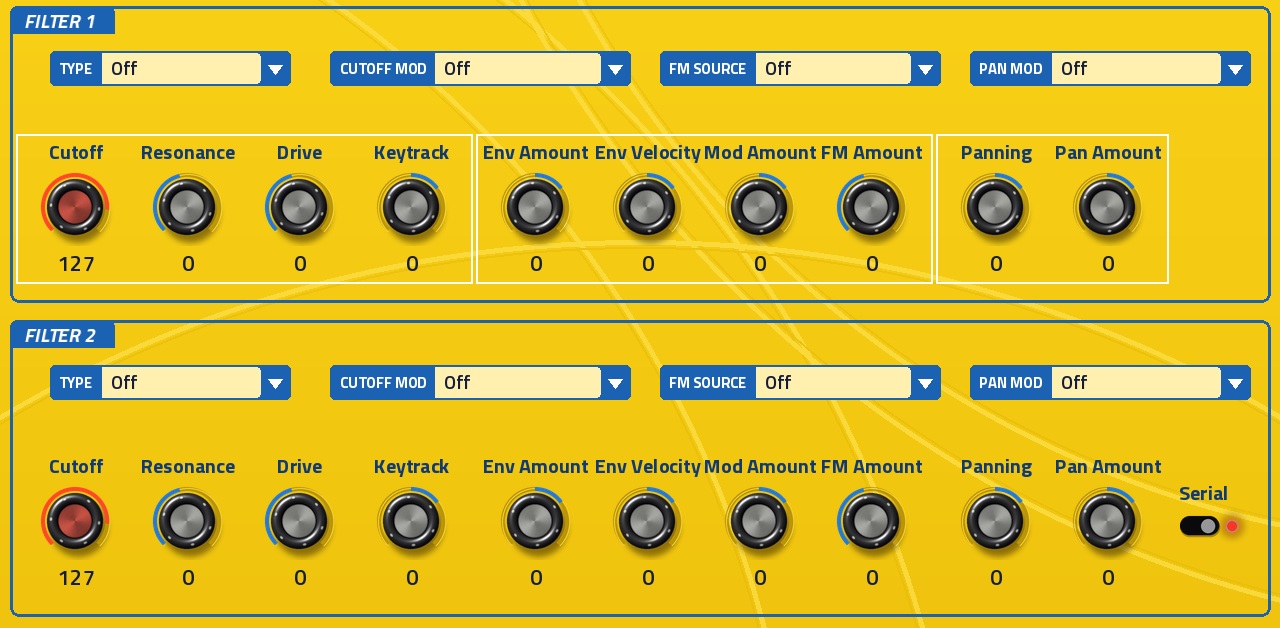 FILTER 1
TYPE Off CUTOFF MOD Off FM SOURCE Off PAN MOD Off
Cutoff Resonance Drive Keytrack Env Amount Env Velocity Mod Amount FM Amount Panning Pan Amount
127 0 0 0 0 0 0 0 0 0
FILTER 2
TYPE Off CUTOFF MOD Off FM SOURCE Off PAN MOD Off
Cutoff Resonance Drive Keytrack Env Amount Env Velocity Mod Amount FM Amount Panning Pan Amount
Serial
127 0 0 0 0 0 0 0 0 0